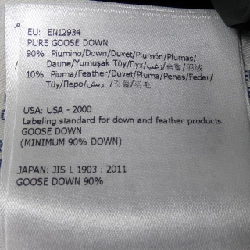 EU: EN12934
PURE GOOSE DOWN
90% Piumino/Down/Duvet/Plumón/Plumas/
Daune/Yumuşak Tüy/Пух/
10% Piuma/Feather/Duvet/Pluma/Penas/Feder/
Tüy/Перо/
USA: USA - 2000
Labeling standard for down and feather products
GOOSE DOWN
(MINIMUM 90% DOWN)
JAPAN: JIS L 1903 : 2011
GOOSE DOWN 90%